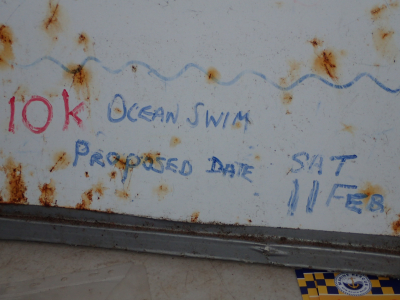 10K OCEAN SWIM
PROPOSED DATE SAT
11 FEB